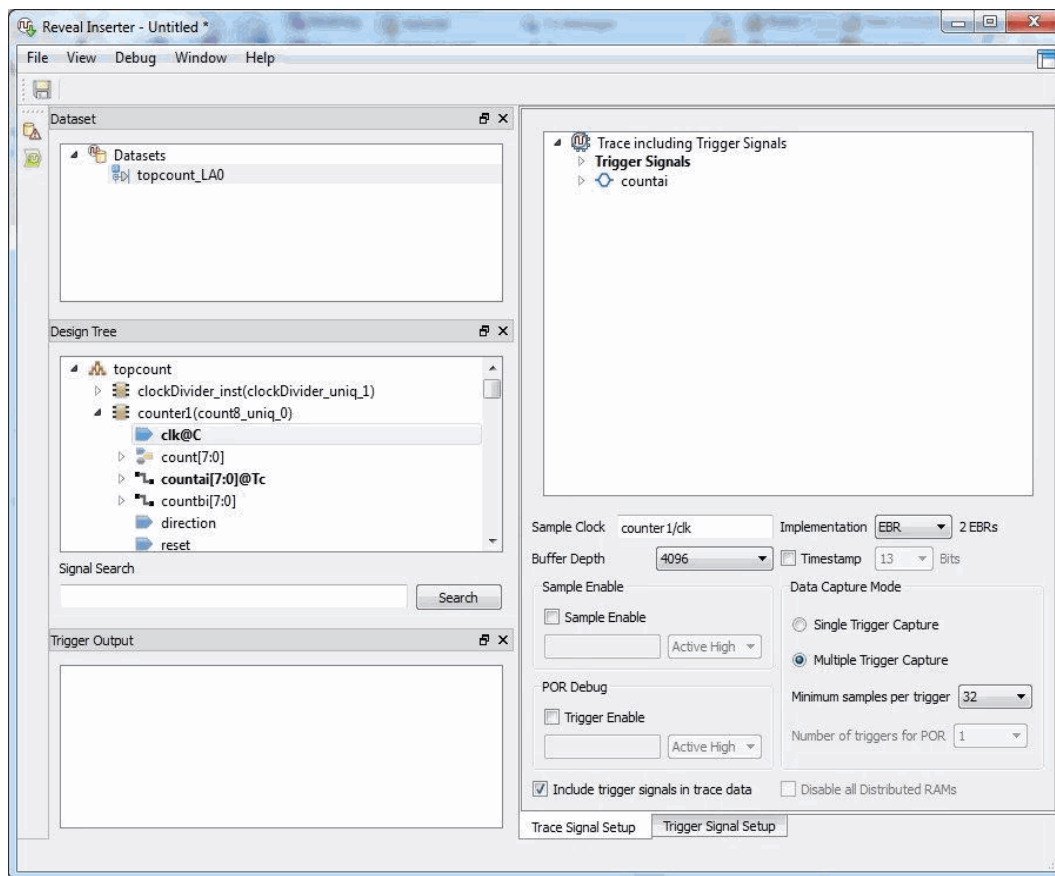 Reveal Inserter - Untitled *
File View Debug Window Help
Dataset
Datasets
topcount_LA0
Design Tree
topcount
clockDivider_inst(clockDivider_uniq_1)
counter1(count8_uniq_0)
clk@C
count[7:0]
countai[7:0]@Tc
countbi[7:0]
direction
reset
Signal Search
Search
Trigger Output
Trace including Trigger Signals
Trigger Signals
countai
Sample Clock counter1/clk Implementation EBR 2 EBRs
Buffer Depth 4096 Timestamp 13 Bits
Sample Enable
Sample Enable
Active High
POR Debug
Trigger Enable
Active High
Data Capture Mode
Single Trigger Capture
Multiple Trigger Capture
Minimum samples per trigger 32
Number of triggers for POR 1
Include trigger signals in trace data Disable all Distributed RAMs
Trace Signal Setup Trigger Signal Setup